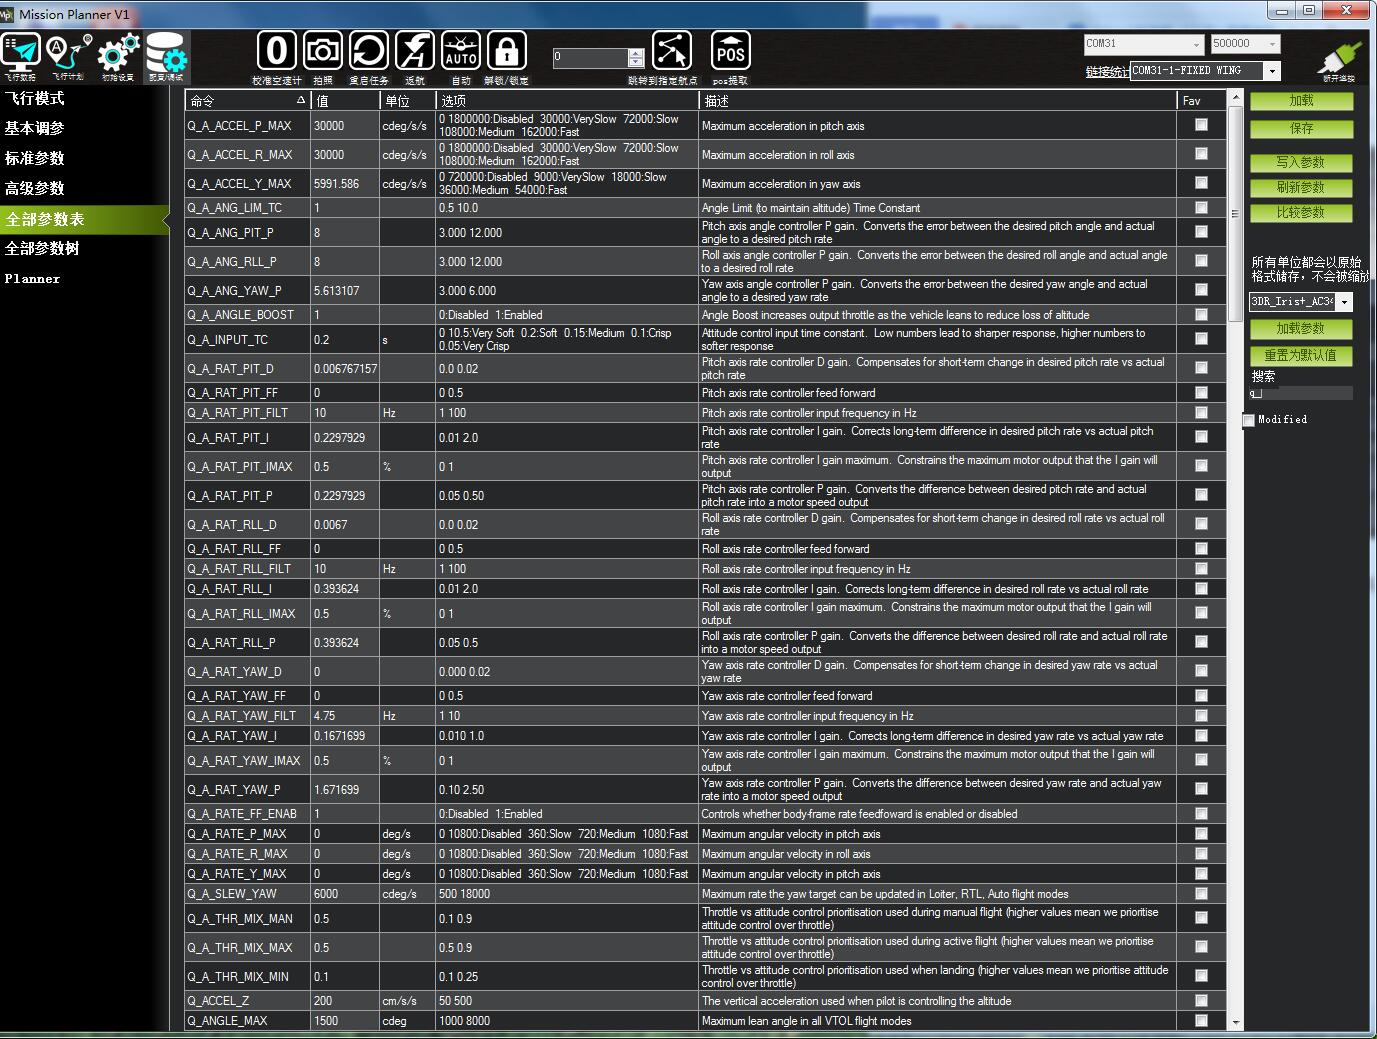 Mission Planner V1
飞行数据 飞行计划 初始设置 配置/调试 校准空速计 拍照 重启任务 返航 AUTO 自动 解锁/锁定 0 跳转到指定航点 POS pos提取
COM31 500000
链接统计 COM31-1-FIXED WING
断开连接
飞行模式
基本调参
标准参数
高级参数
全部参数表
全部参数树
Planner
命令 值 单位 选项 描述 Fav
Q_A_ACCEL_P_MAX 30000 cdeg/s/s 0 1800000:Disabled 30000:VerySlow 72000:Slow
108000:Medium 162000:Fast Maximum acceleration in pitch axis
Q_A_ACCEL_R_MAX 30000 cdeg/s/s 0 1800000:Disabled 30000:VerySlow 72000:Slow
108000:Medium 162000:Fast Maximum acceleration in roll axis
Q_A_ACCEL_Y_MAX 5991.586 cdeg/s/s 0 720000:Disabled 9000:VerySlow 18000:Slow
36000:Medium 54000:Fast Maximum acceleration in yaw axis
Q_A_ANG_LIM_TC 1 0.5 10.0 Angle Limit (to maintain altitude) Time Constant
Q_A_ANG_PIT_P 8 3.000 12.000 Pitch axis angle controller P gain. Converts the error between the desired pitch angle and actual
angle to a desired pitch rate
Q_A_ANG_RLL_P 8 3.000 12.000 Roll axis angle controller P gain. Converts the error between the desired roll angle and actual angle
to a desired roll rate
Q_A_ANG_YAW_P 5.613107 3.000 6.000 Yaw axis angle controller P gain. Converts the error between the desired yaw angle and actual
angle to a desired yaw rate
Q_A_ANGLE_BOOST 1 0:Disabled 1:Enabled Angle Boost increases output throttle as the vehicle leans to reduce loss of altitude
Q_A_INPUT_TC 0.2 s 0 10.5:Very Soft 0.2:Soft 0.15:Medium 0.1:Crisp
0.05:Very Crisp Attitude control input time constant. Low numbers lead to sharper response, higher numbers to
softer response
Q_A_RAT_PIT_D 0.006767157 0.0 0.02 Pitch axis rate controller D gain. Compensates for short-term change in desired pitch rate vs actual
pitch rate
Q_A_RAT_PIT_FF 0 0 0.5 Pitch axis rate controller feed forward
Q_A_RAT_PIT_FILT 10 Hz 1 100 Pitch axis rate controller input frequency in Hz
Q_A_RAT_PIT_I 0.2297929 0.01 2.0 Pitch axis rate controller I gain. Corrects long-term difference in desired pitch rate vs actual pitch
rate
Q_A_RAT_PIT_IMAX 0.5 % 0 1 Pitch axis rate controller I gain maximum. Constrains the maximum motor output that the I gain will
output
Q_A_RAT_PIT_P 0.2297929 0.05 0.50 Pitch axis rate controller P gain. Converts the difference between desired pitch rate and actual
pitch rate into a motor speed output
Q_A_RAT_RLL_D 0.0067 0.0 0.02 Roll axis rate controller D gain. Compensates for short-term change in desired roll rate vs actual roll
rate
Q_A_RAT_RLL_FF 0 0 0.5 Roll axis rate controller feed forward
Q_A_RAT_RLL_FILT 10 Hz 1 100 Roll axis rate controller input frequency in Hz
Q_A_RAT_RLL_I 0.393624 0.01 2.0 Roll axis rate controller I gain. Corrects long-term difference in desired roll rate vs actual roll rate
Q_A_RAT_RLL_IMAX 0.5 % 0 1 Roll axis rate controller I gain maximum. Constrains the maximum motor output that the I gain will
output
Q_A_RAT_RLL_P 0.393624 0.05 0.5 Roll axis rate controller P gain. Converts the difference between desired roll rate and actual roll rate
into a motor speed output
Q_A_RAT_YAW_D 0 0.000 0.02 Yaw axis rate controller D gain. Compensates for short-term change in desired yaw rate vs actual
yaw rate
Q_A_RAT_YAW_FF 0 0 0.5 Yaw axis rate controller feed forward
Q_A_RAT_YAW_FILT 4.75 Hz 1 10 Yaw axis rate controller input frequency in Hz
Q_A_RAT_YAW_I 0.1671699 0.010 1.0 Yaw axis rate controller I gain. Corrects long-term difference in desired yaw rate vs actual yaw rate
Q_A_RAT_YAW_IMAX 0.5 % 0 1 Yaw axis rate controller I gain maximum. Constrains the maximum motor output that the I gain will
output
Q_A_RAT_YAW_P 1.671699 0.10 2.50 Yaw axis rate controller P gain. Converts the difference between desired yaw rate and actual yaw
rate into a motor speed output
Q_A_RATE_FF_ENAB 1 0:Disabled 1:Enabled Controls whether body-frame rate feedfoward is enabled or disabled
Q_A_RATE_P_MAX 0 deg/s 0 10800:Disabled 360:Slow 720:Medium 1080:Fast Maximum angular velocity in pitch axis
Q_A_RATE_R_MAX 0 deg/s 0 10800:Disabled 360:Slow 720:Medium 1080:Fast Maximum angular velocity in roll axis
Q_A_RATE_Y_MAX 0 deg/s 0 10800:Disabled 360:Slow 720:Medium 1080:Fast Maximum angular velocity in pitch axis
Q_A_SLEW_YAW 6000 cdeg/s 500 18000 Maximum rate the yaw target can be updated in Loiter, RTL, Auto flight modes
Q_A_THR_MIX_MAN 0.5 0.1 0.9 Throttle vs attitude control prioritisation used during manual flight (higher values mean we prioritise
attitude control over throttle)
Q_A_THR_MIX_MAX 0.5 0.5 0.9 Throttle vs attitude control prioritisation used during active flight (higher values mean we prioritise
attitude control over throttle)
Q_A_THR_MIX_MIN 0.1 0.1 0.25 Throttle vs attitude control prioritisation used when landing (higher values mean we prioritise attitude
control over throttle)
Q_ACCEL_Z 200 cm/s/s 50 500 The vertical acceleration used when pilot is controlling the altitude
Q_ANGLE_MAX 1500 cdeg 1000 8000 Maximum lean angle in all VTOL flight modes
加载
保存
写入参数
刷新参数
比较参数
所有单位都会以原始
格式储存，不会被缩放
3DR_Iris+_AC34
加载参数
重置为默认值
搜索
q_
Modified